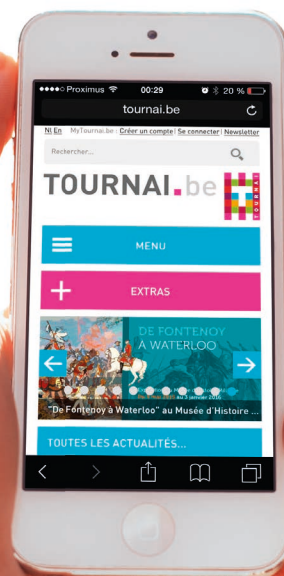 Proximus 00:29 20 %
tournai.be
Nl En MyTournai.be | Créer un compte | Se connecter | Newsletter
Rechercher...
TOURNAI.be
TOURNAI
MENU
EXTRAS
DE FONTENOY
À WATERLOO
au 3 janvier 2016
"De Fontenoy à Waterloo" au Musée d'Histoire ...
TOUTES LES ACTUALITÉS...